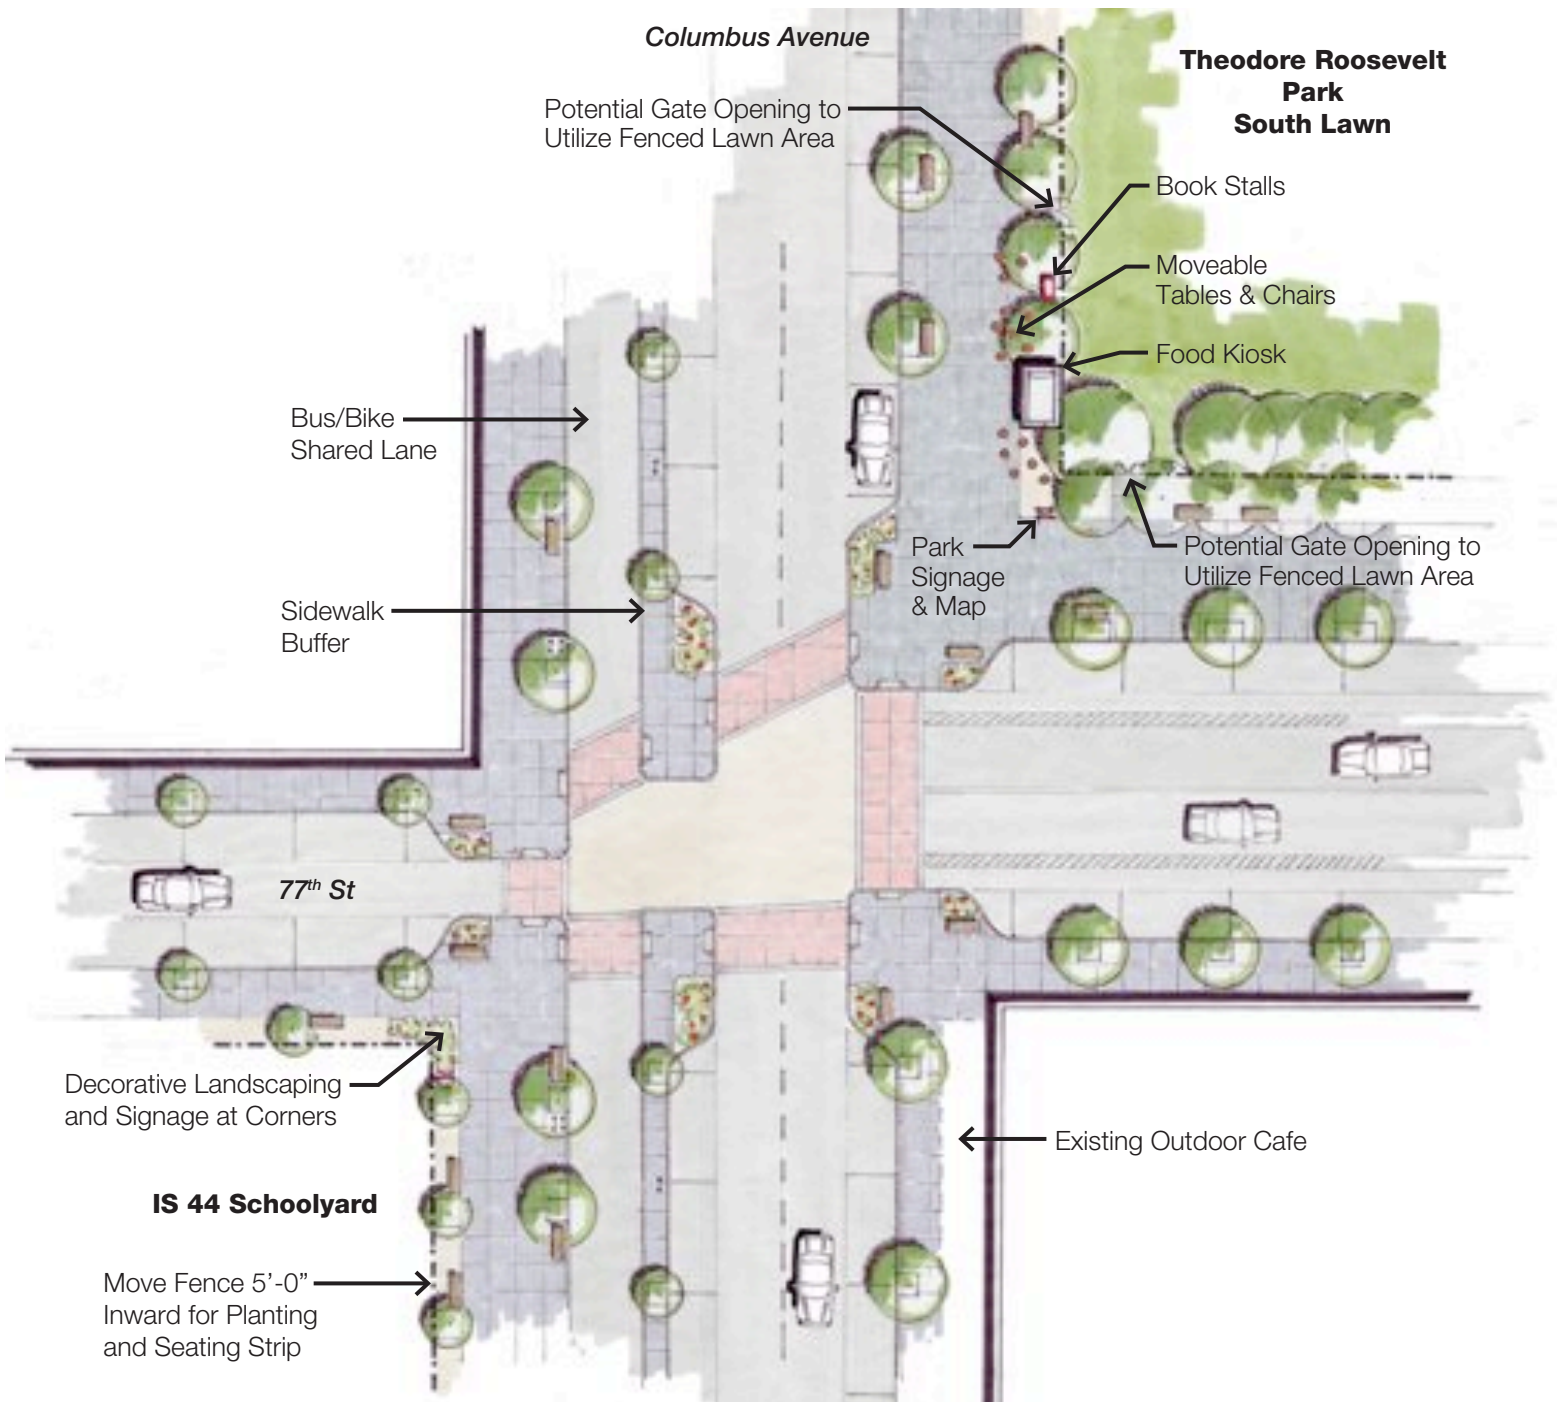 Columbus Avenue
Theodore Roosevelt
Park
South Lawn
Potential Gate Opening to
Utilize Fenced Lawn Area
Book Stalls
Moveable
Tables & Chairs
Food Kiosk
Bus/Bike
Shared Lane
Park
Signage
& Map
Potential Gate Opening to
Utilize Fenced Lawn Area
Sidewalk
Buffer
77th St
Decorative Landscaping
and Signage at Corners
Existing Outdoor Cafe
IS 44 Schoolyard
Move Fence 5’-0”
Inward for Planting
and Seating Strip